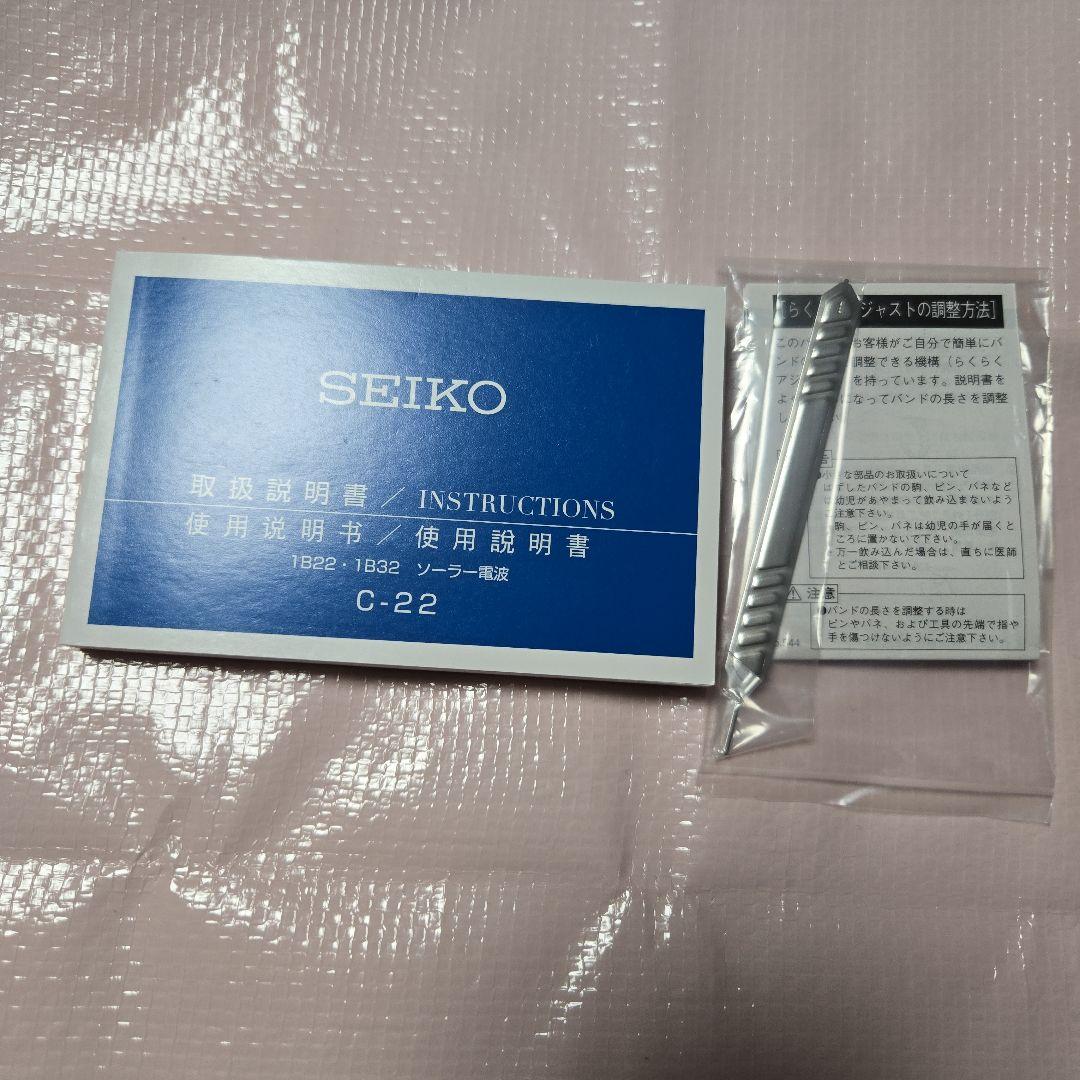 SEIKO
取扱説明書／INSTRUCTIONS
使用说明书／使用說明書
1B22・1B32 ソーラー電波
C-22
[らく ジャストの調整方法]
この お客様がご自分で簡単にバ
ンドの 調整できる機構（らくらく
アジ を持っています。説明書を
よ になってバンドの長さを調整
し
な部品のお取扱いについて
したバンドの駒、ピン、バネなど
は幼児があやまって飲み込まないよう
ご注意下さい。
駒、ピン、バネは幼児の手が届くと
ころに置かないで下さい。
万一飲み込んだ場合は、直ちに医師
とご相談下さい。
⚠ 注意
●バンドの長さを調整する時は
ピンやバネ、および工具の先端で指や
手を傷つけないようにご注意下さい。